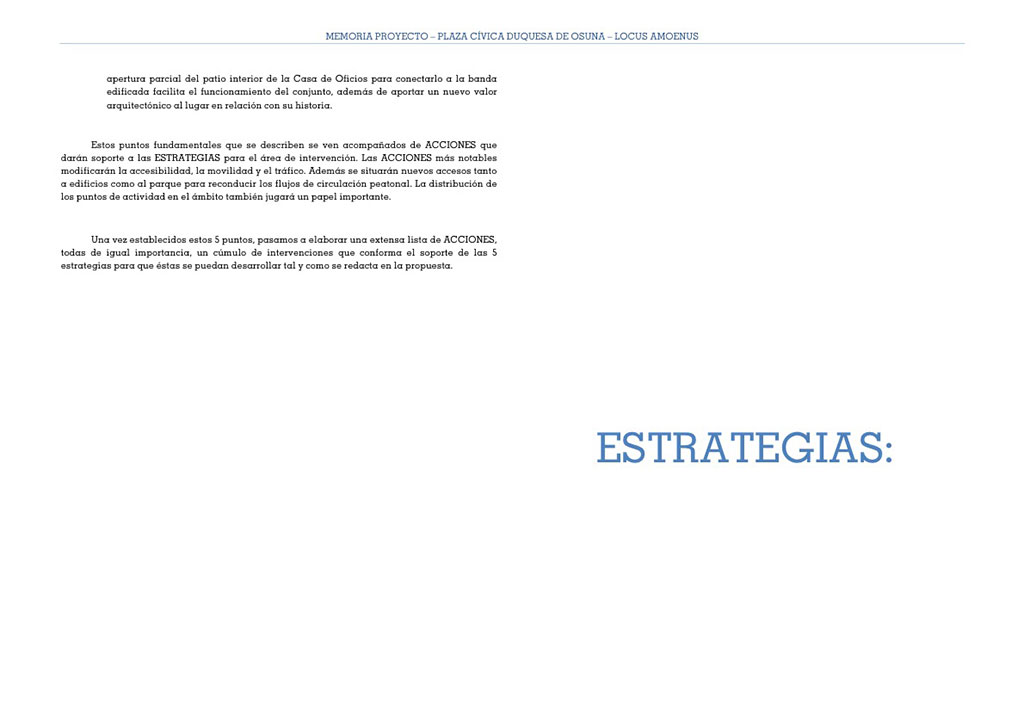 MEMORIA PROYECTO – PLAZA CÍVICA DUQUESA DE OSUNA – LOCUS AMOENUS
apertura parcial del patio interior de la Casa de Oficios para conectarlo a la banda
edificada facilita el funcionamiento del conjunto, además de aportar un nuevo valor
arquitectónico al lugar en relación con su historia.
Estos puntos fundamentales que se describen se ven acompañados de ACCIONES que
darán soporte a las ESTRATEGIAS para el área de intervención. Las ACCIONES más notables
modificarán la accesibilidad, la movilidad y el tráfico. Además se situarán nuevos accesos tanto
a edificios como al parque para reconducir los flujos de circulación peatonal. La distribución de
los puntos de actividad en el ámbito también jugará un papel importante.
Una vez establecidos estos 5 puntos, pasamos a elaborar una extensa lista de ACCIONES,
todas de igual importancia, un cúmulo de intervenciones que conforma el soporte de las 5
estrategias para que éstas se puedan desarrollar tal y como se redacta en la propuesta.
ESTRATEGIAS: